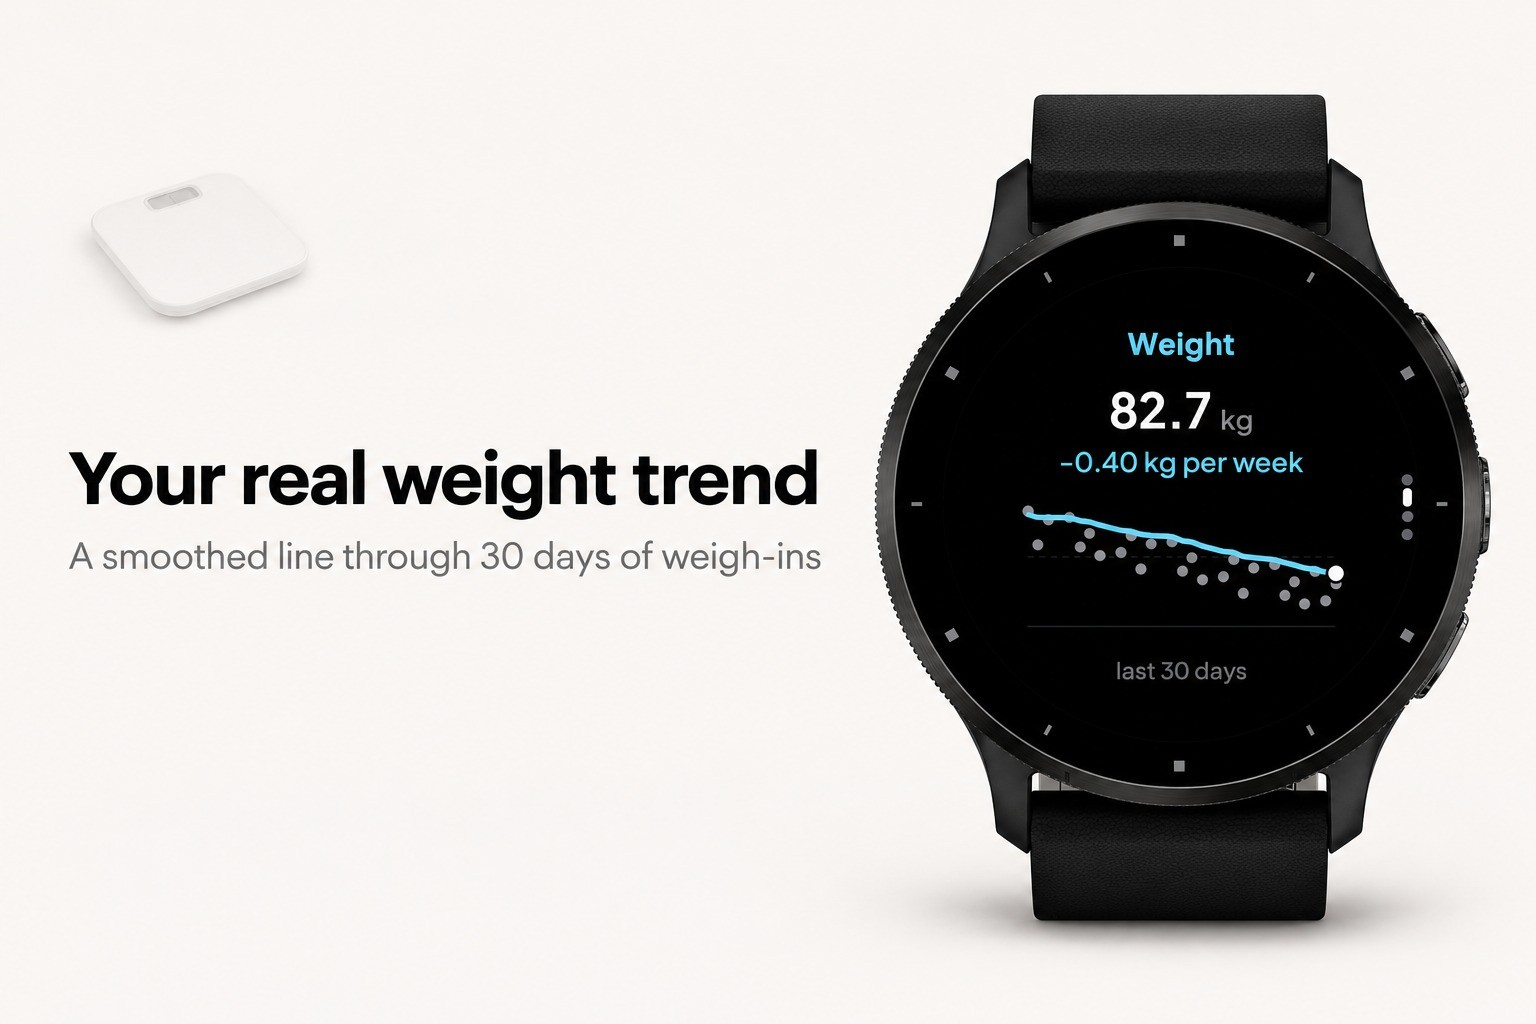 Your real weight trend
A smoothed line through 30 days of weigh-ins
Weight
82.7 kg
-0.40 kg per week
last 30 days